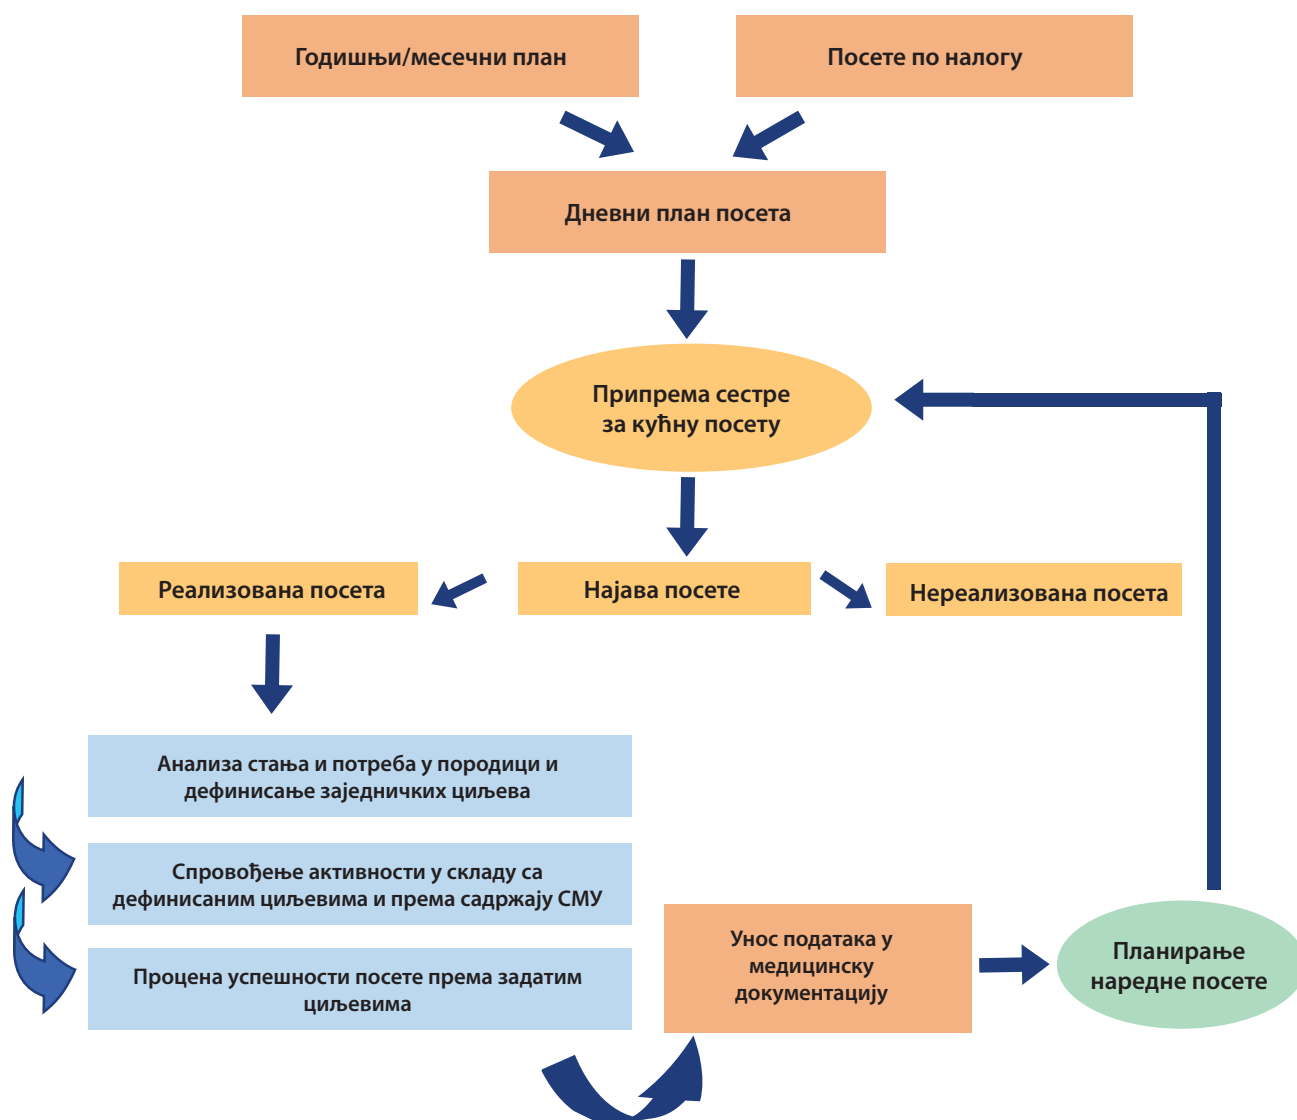 Годишњи/месечни план
Посете по налогу
Дневни план посета
Припрема сестре
за кућну посету
Реализована посета
Најава посете
Нереализована посета
Анализа стања и потреба у породици и
дефинисање заједничких циљева
Спровођење активности у складу са
дефинисаним циљевима и према садржају СМУ
Процена успешности посете према задатим
циљевима
Унос података у
медицинску
документацију
Планирање
наредне посете